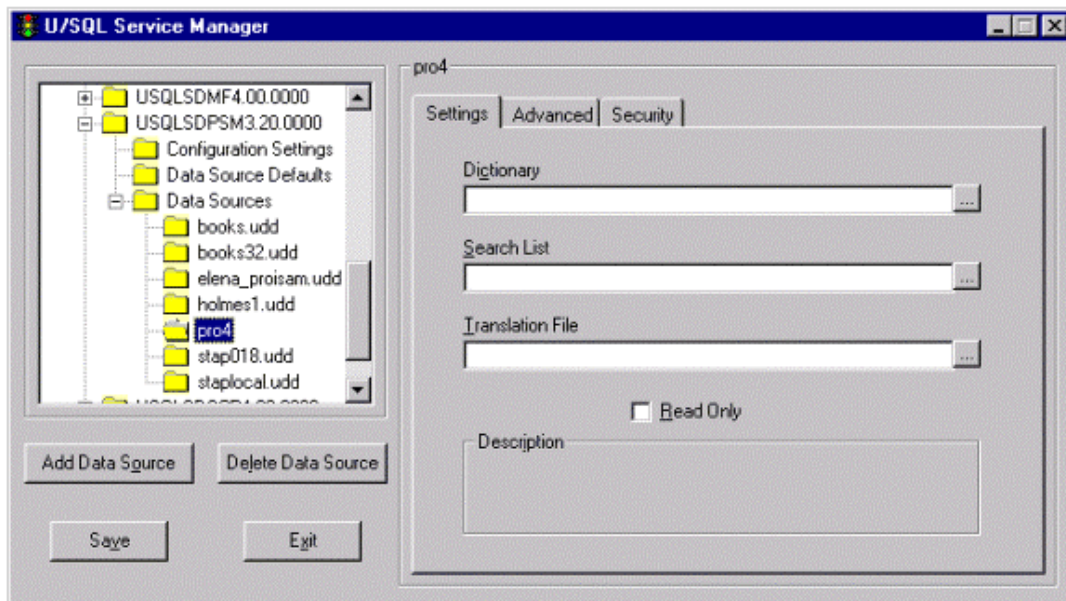 U/SQL Service Manager
USQLSDMF4.00.0000
USQLSDPSM3.20.0000
Configuration Settings
Data Source Defaults
Data Sources
books.udd
books32.udd
elena_proisam.udd
holmes1.udd
pro4
stap018.udd
staplocal.udd
Add Data Source
Delete Data Source
Save
Exit
pro4
Settings Advanced Security
Dictionary
...
Search List
...
Translation File
...
Read Only
Description